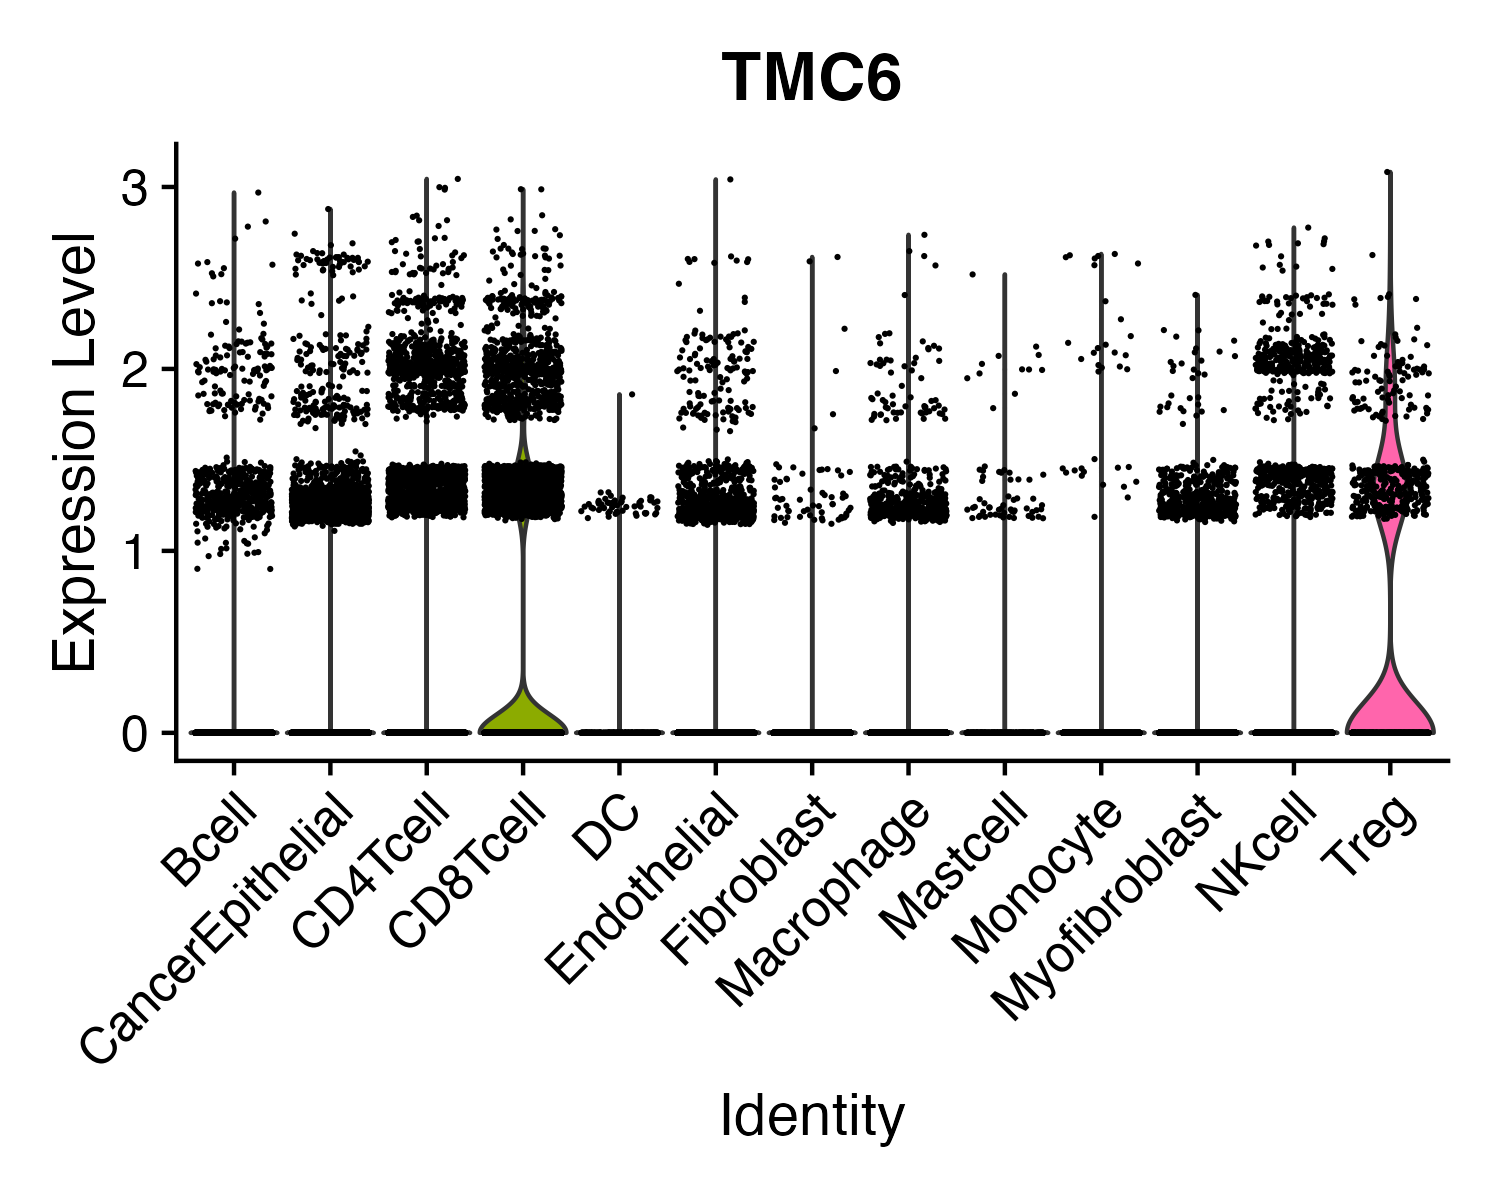 TMC6
Expression Level
3
2
1
0
Bcell
CancerEpithelial
CD4Tcell
CD8Tcell
DC
Endothelial
Fibroblast
Macrophage
Mastcell
Monocyte
Myofibroblast
NKcell
Treg
Identity